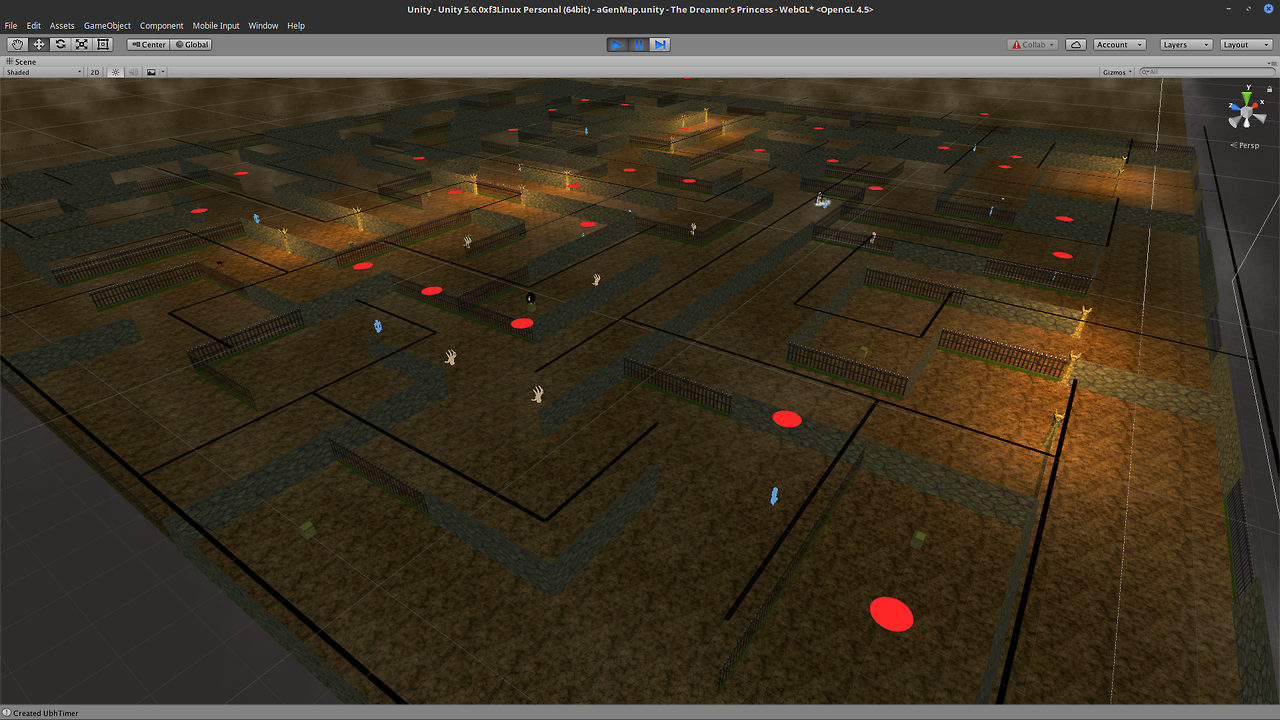 Unity - Unity 5.6.0xf3Linux Personal (64bit) - aGenMap.unity - The Dreamer's Princess - WebGL* <OpenGL 4.5>
File Edit Assets GameObject Component Mobile Input Window Help
Center Global Collab Account Layers Layout
Scene
Shaded 2D Gizmos All
y
z x
Persp
Created UbhTimer